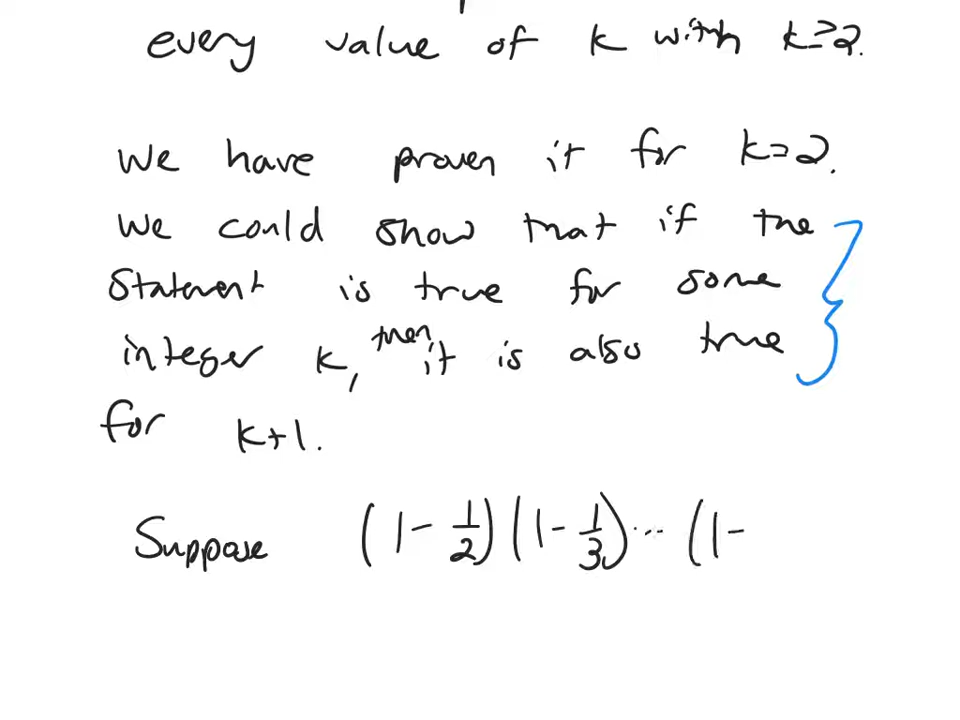 every value of k with k≥2.
We have proven it for k=2.
We could show that if the
statement is true for some
integer k, then it is also true
for k+1.
Suppose (1 - 1/2)(1 - 1/3)... (1 -